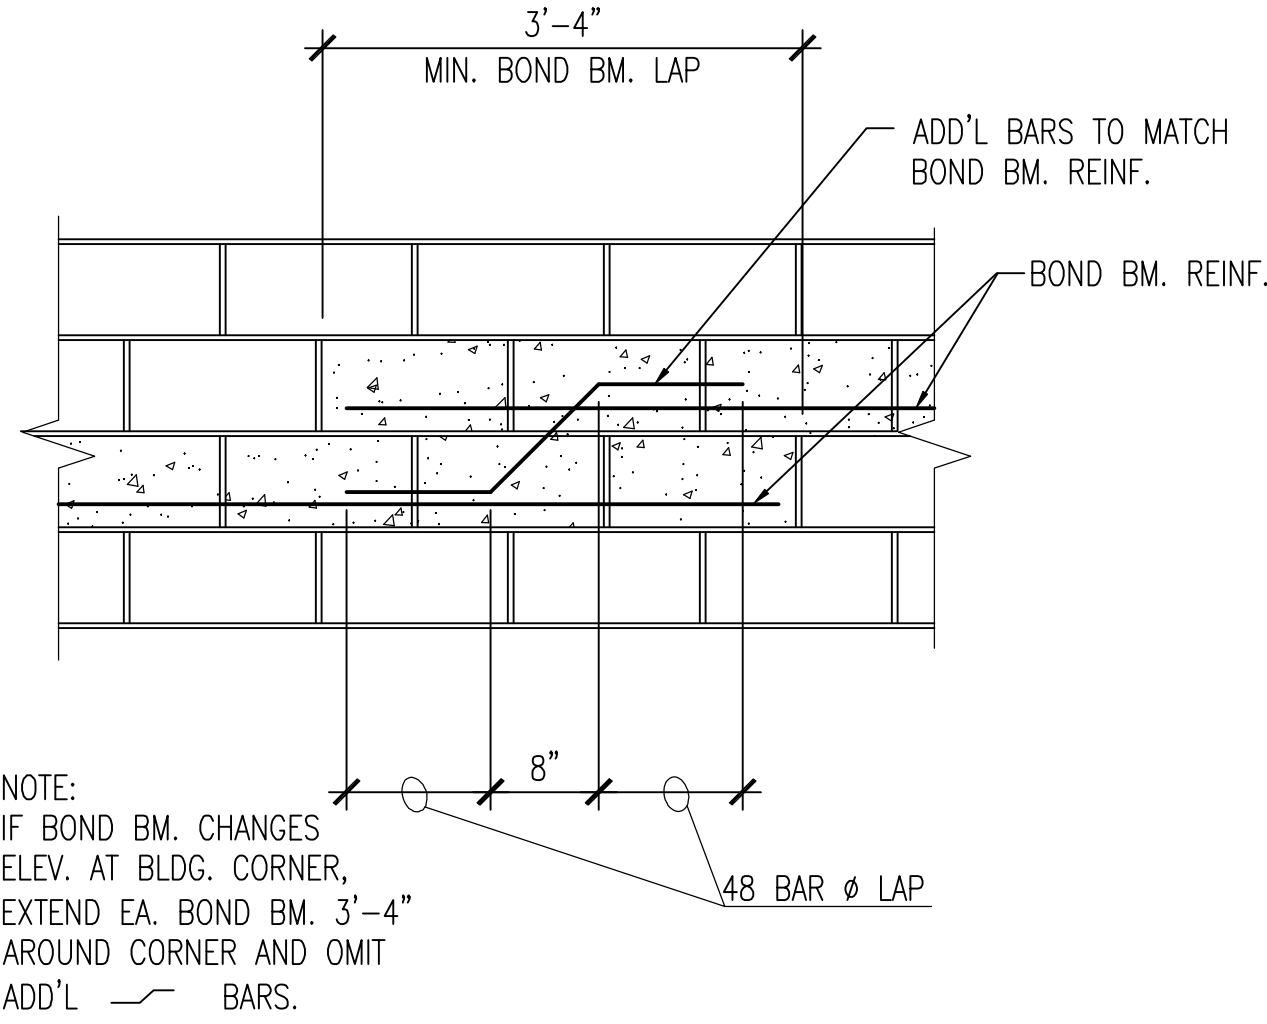 3'-4"
MIN. BOND BM. LAP
ADD'L BARS TO MATCH
BOND BM. REINF.
BOND BM. REINF.
8"
NOTE:
IF BOND BM. CHANGES
ELEV. AT BLDG. CORNER,
EXTEND EA. BOND BM. 3'-4"
AROUND CORNER AND OMIT
ADD'L BARS.
48 BAR ø LAP